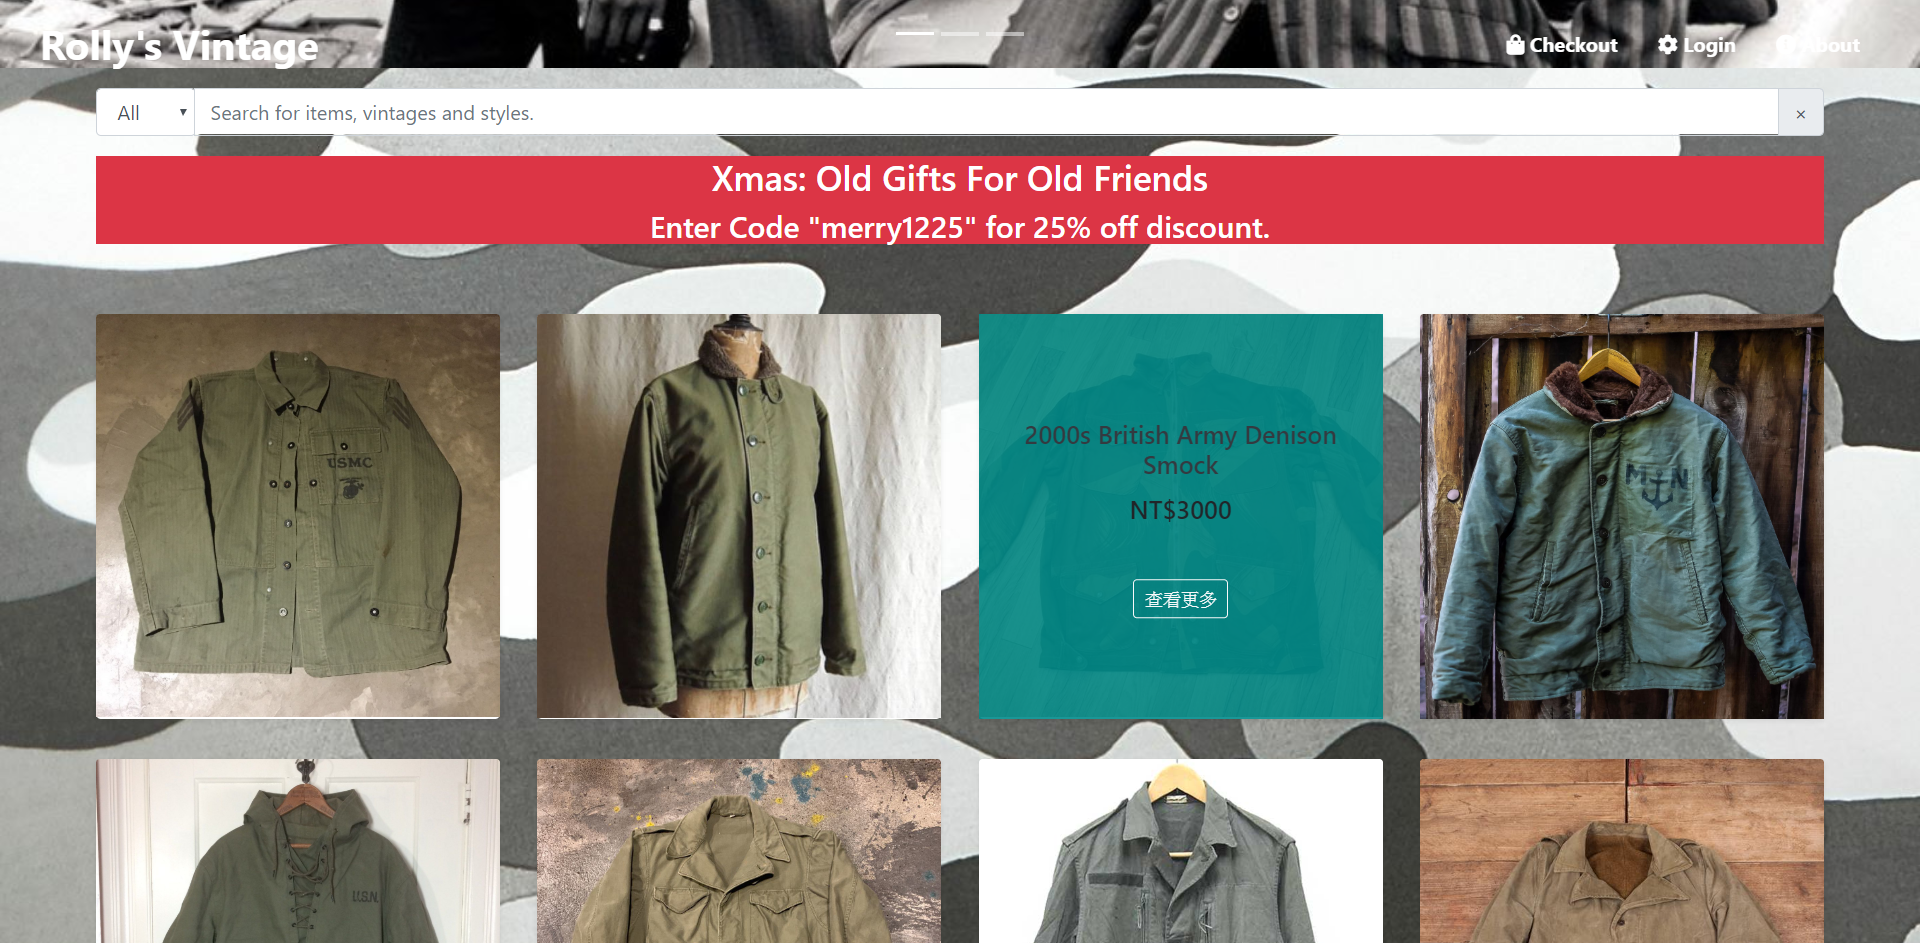 Rolly's Vintage
Checkout
Login
About
All
Search for items, vintages and styles.
×
Xmas: Old Gifts For Old Friends
Enter Code "merry1225" for 25% off discount.
USMC
2000s British Army Denison
Smock
NT$3000
查看更多
M N
U.S.N.